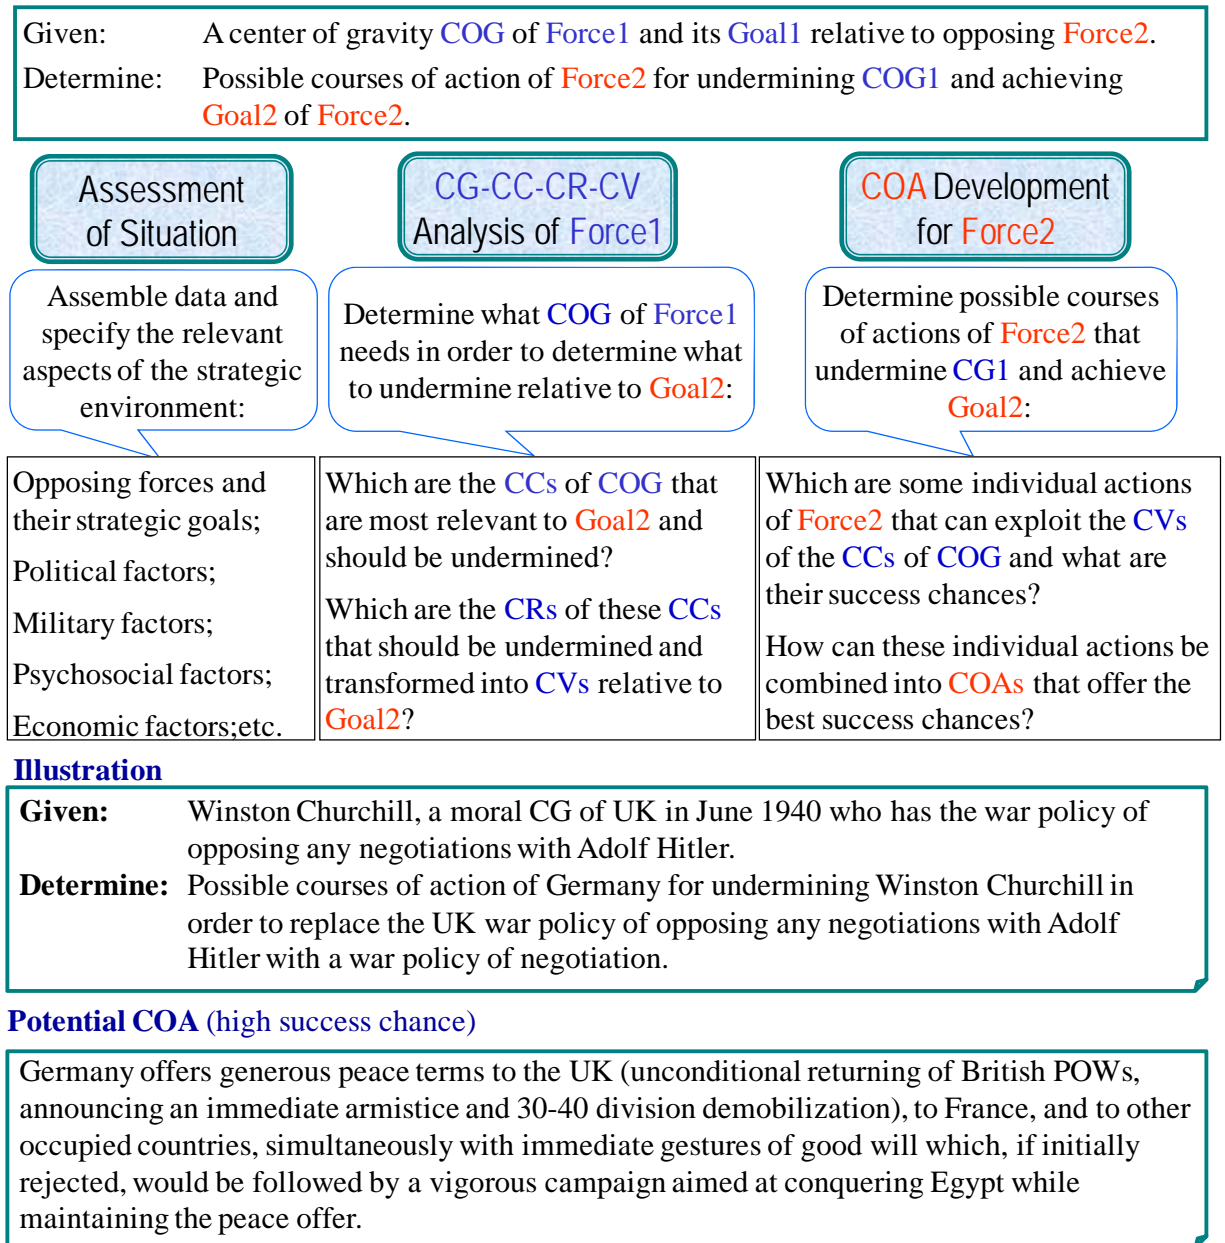 Given: A center of gravity COG of Force1 and its Goal1 relative to opposing Force2.
Determine: Possible courses of action of Force2 for undermining COG1 and achieving
Goal2 of Force2.
Assessment
of Situation
CG-CC-CR-CV
Analysis of Force1
COA Development
for Force2
Assemble data and
specify the relevant
aspects of the strategic
environment:
Determine what COG of Force1
needs in order to determine what
to undermine relative to Goal2:
Determine possible courses
of actions of Force2 that
undermine CG1 and achieve
Goal2:
Opposing forces and
their strategic goals;
Political factors;
Military factors;
Psychosocial factors;
Economic factors;etc.
Which are the CCs of COG that
are most relevant to Goal2 and
should be undermined?
Which are the CRs of these CCs
that should be undermined and
transformed into CVs relative to
Goal2?
Which are some individual actions
of Force2 that can exploit the CVs
of the CCs of COG and what are
their success chances?
How can these individual actions be
combined into COAs that offer the
best success chances?
Illustration
Given: Winston Churchill, a moral CG of UK in June 1940 who has the war policy of
opposing any negotiations with Adolf Hitler.
Determine: Possible courses of action of Germany for undermining Winston Churchill in
order to replace the UK war policy of opposing any negotiations with Adolf
Hitler with a war policy of negotiation.
Potential COA (high success chance)
Germany offers generous peace terms to the UK (unconditional returning of British POWs,
announcing an immediate armistice and 30-40 division demobilization), to France, and to other
occupied countries, simultaneously with immediate gestures of good will which, if initially
rejected, would be followed by a vigorous campaign aimed at conquering Egypt while
maintaining the peace offer.